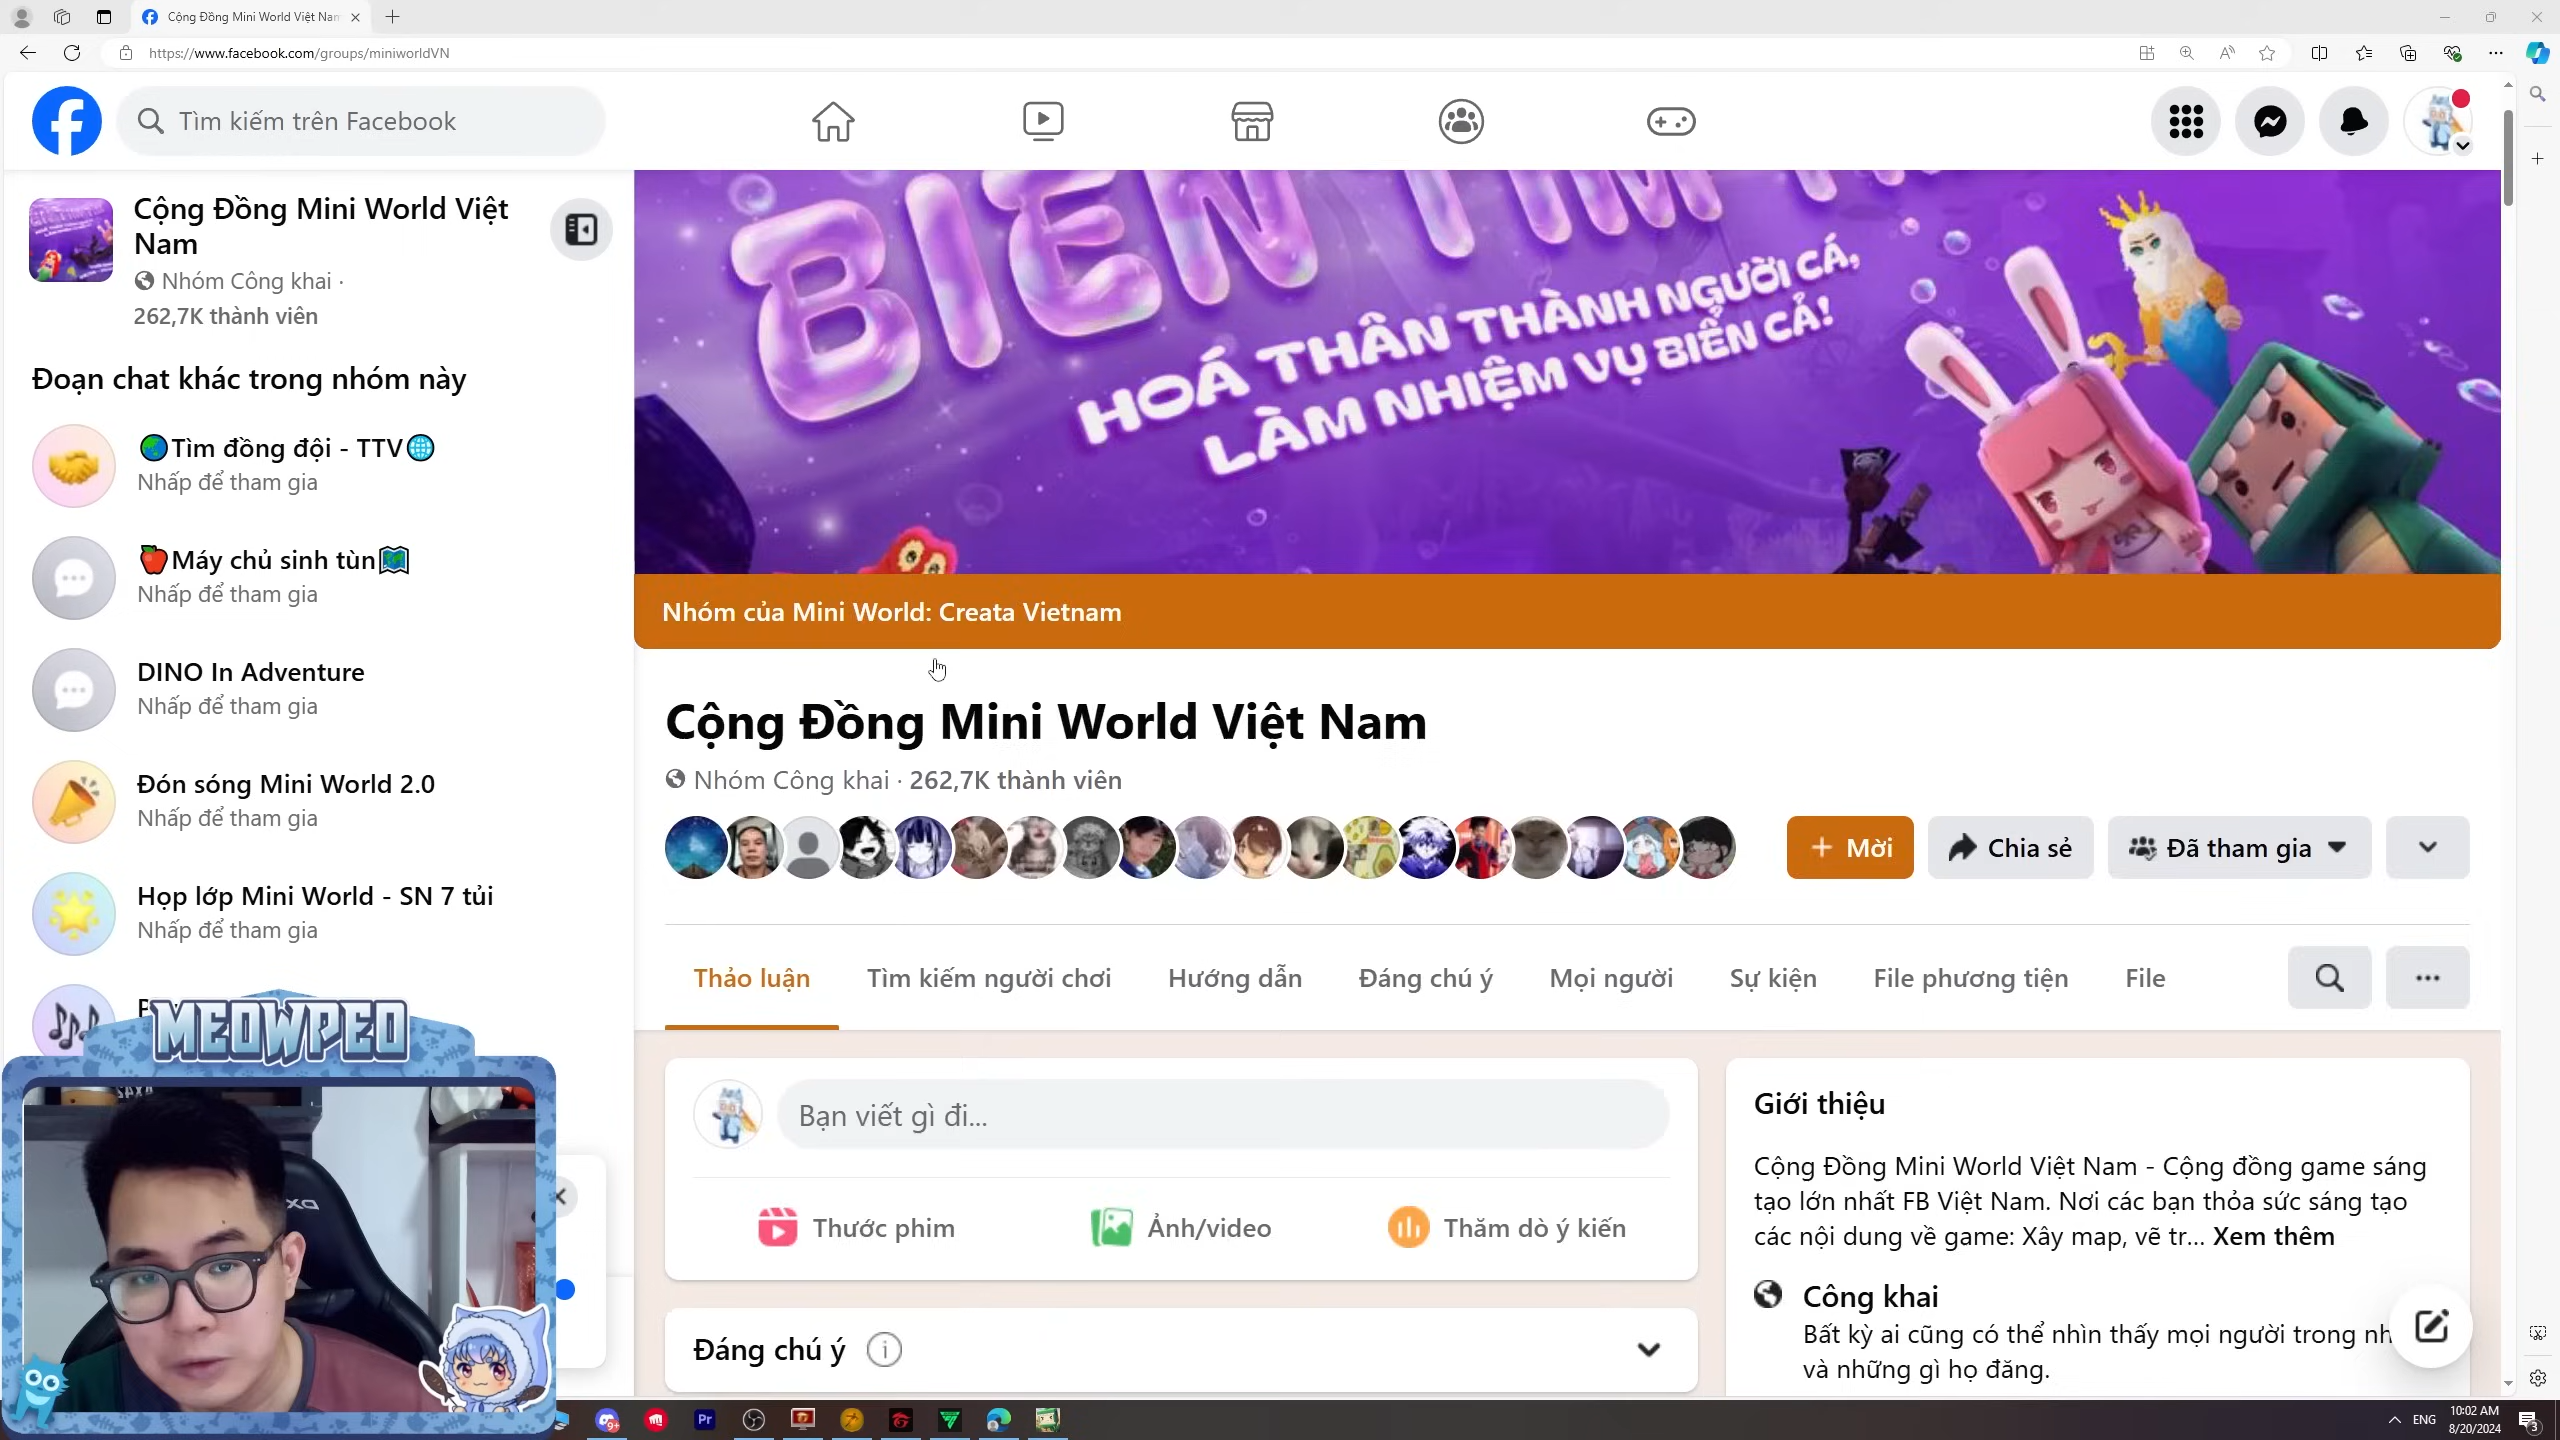 Cộng Đồng Mini World Việt Nam
https://www.facebook.com/groups/miniworldVN
Tìm kiếm trên Facebook
Cộng Đồng Mini World Việt
Nam
Nhóm Công khai ·
262,7K thành viên
Đoạn chat khác trong nhóm này
Tìm đồng đội - TTV
Nhấp để tham gia
Máy chủ sinh tùn
Nhấp để tham gia
DINO In Adventure
Nhấp để tham gia
Đón sóng Mini World 2.0
Nhấp để tham gia
Họp lớp Mini World - SN 7 tủi
Nhấp để tham gia
MEOWPEO
HOÁ THÂN THÀNH NGƯỜI CÁ,
LÀM NHIỆM VỤ BIỂN CẢ!
Nhóm của Mini World: Creata Vietnam
Cộng Đồng Mini World Việt Nam
Nhóm Công khai · 262,7K thành viên
+ Mời
Chia sẻ
Đã tham gia
Thảo luận
Tìm kiếm người chơi
Hướng dẫn
Đáng chú ý
Mọi người
Sự kiện
File phương tiện
File
Bạn viết gì đi...
Thước phim
Ảnh/video
Thăm dò ý kiến
Đáng chú ý
Giới thiệu
Cộng Đồng Mini World Việt Nam - Cộng đồng game sáng
tạo lớn nhất FB Việt Nam. Nơi các bạn thỏa sức sáng tạo
các nội dung về game: Xây map, vẽ tr... Xem thêm
Công khai
Bất kỳ ai cũng có thể nhìn thấy mọi người trong nh
và những gì họ đăng.
9+
Pr
ENG
10:02 AM
8/20/2024
3